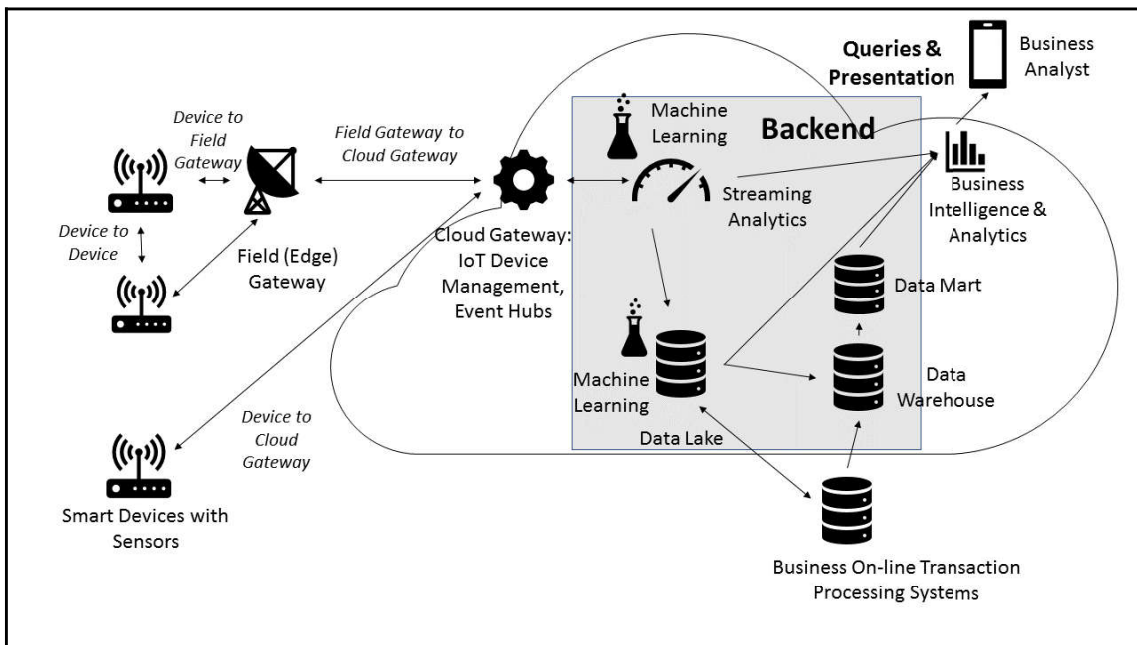 Queries &
Presentation
Business
Analyst
Device to
Field
Gateway
Field Gateway to
Cloud Gateway
Machine
Learning
Backend
Streaming
Analytics
Business
Intelligence &
Analytics
Device to
Device
Field (Edge)
Gateway
Cloud Gateway:
IoT Device
Management,
Event Hubs
Data Mart
Machine
Learning
Data Lake
Data
Warehouse
Device to
Cloud
Gateway
Smart Devices with
Sensors
Business On-line Transaction
Processing Systems